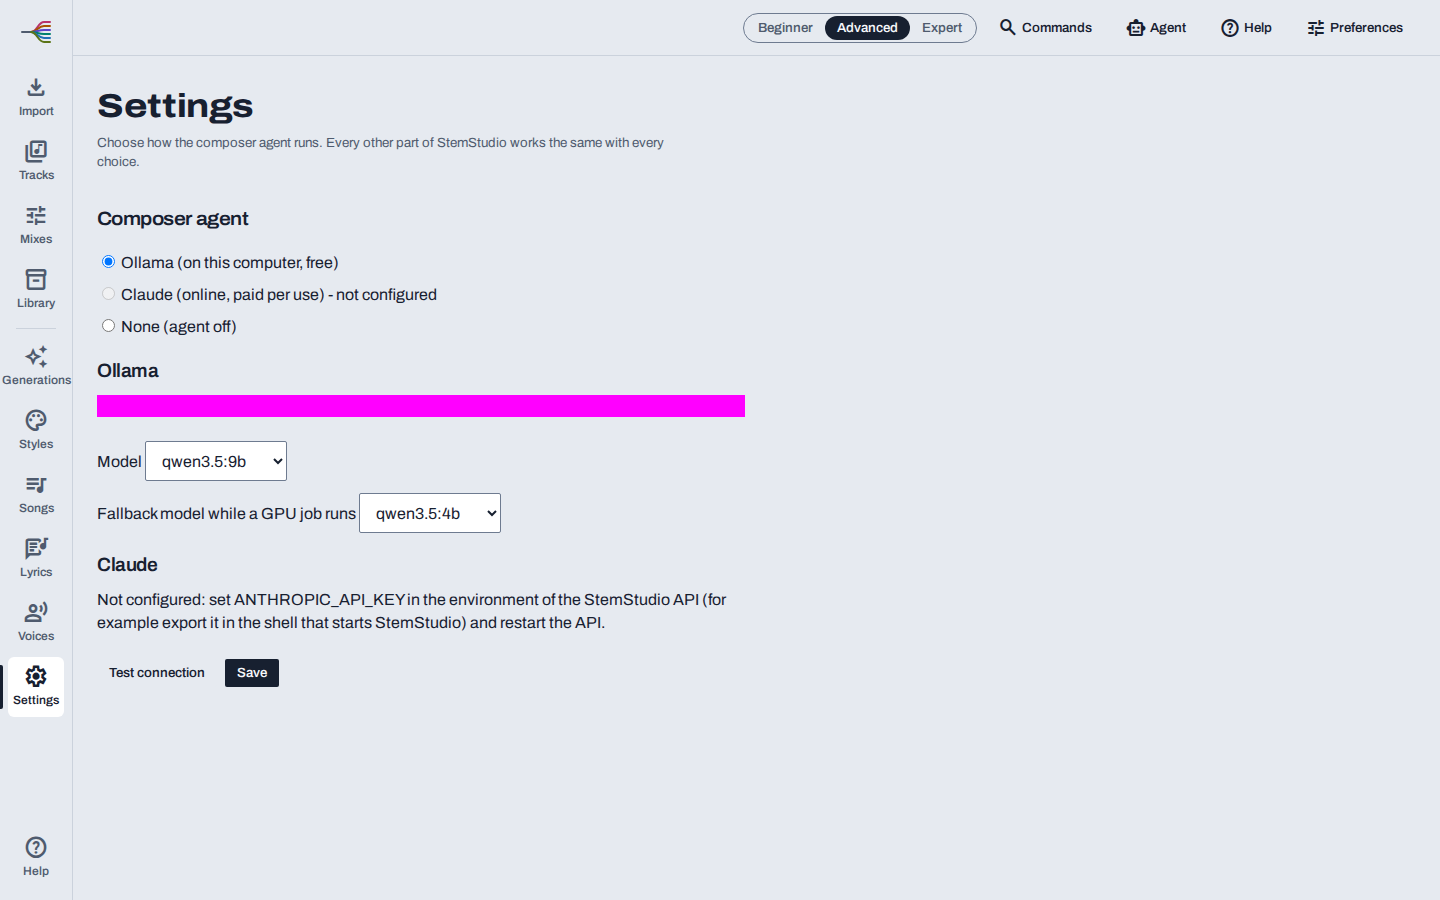 Beginner
Advanced
Expert
Commands
Agent
Help
Preferences
Import
Tracks
Mixes
Library
Generations
Styles
Songs
Lyrics
Voices
Settings
Help
Settings
Choose how the composer agent runs. Every other part of StemStudio works the same with every
choice.
Composer agent
Ollama (on this computer, free)
Claude (online, paid per use) - not configured
None (agent off)
Ollama
Model qwen3.5:9b
Fallback model while a GPU job runs qwen3.5:4b
Claude
Not configured: set ANTHROPIC_API_KEY in the environment of the StemStudio API (for
example export it in the shell that starts StemStudio) and restart the API.
Test connection
Save